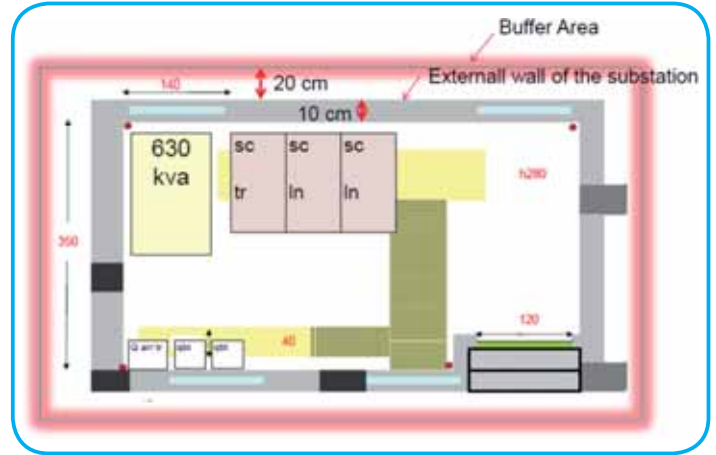 Buffer Area
140
20 cm
Externall wall of the substation
10 cm
630
kva
sc
sc
sc
tr
ln
ln
h280
350
120
40